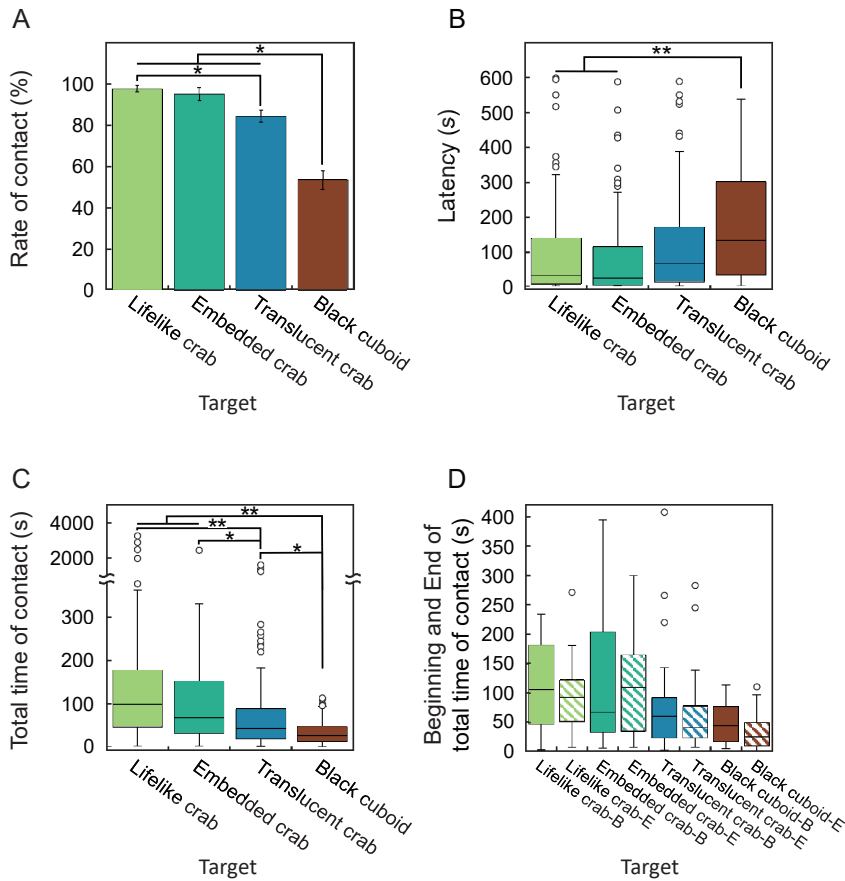 A
Rate of contact (%)
100
80
60
40
20
0
*
*
Lifelike crab
Embedded crab
Translucent crab
Black cuboid
Target
B
Latency (s)
600
500
400
300
200
100
0
**
Lifelike crab
Embedded crab
Translucent crab
Black cuboid
Target
C
Total time of contact (s)
4000
2000
300
200
100
0
**
**
*
*
Lifelike crab
Embedded crab
Translucent crab
Black cuboid
Target
D
Beginning and End of
total time of contact (s)
400
350
300
250
200
150
100
50
0
Lifelike crab-B
Lifelike crab-E
Embedded crab-B
Embedded crab-E
Translucent crab-B
Translucent crab-E
Black cuboid-B
Black cuboid-E
Target